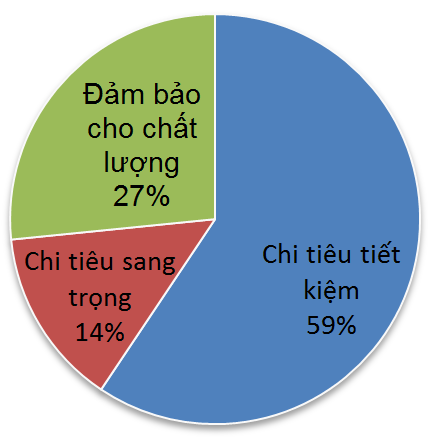 Đảm bảo
cho chất
lượng
27%
Chi tiêu sang
trọng
14%
Chi tiêu tiết
kiệm
59%